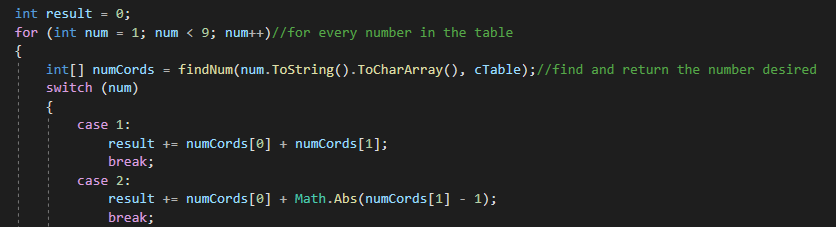 int result = 0;
for (int num = 1; num < 9; num++)//for every number in the table
{
int[] numCords = findNum(num.ToString().ToCharArray(), cTable);//find and return the number desired
switch (num)
{
case 1:
result += numCords[0] + numCords[1];
break;
case 2:
result += numCords[0] + Math.Abs(numCords[1] - 1);
break;